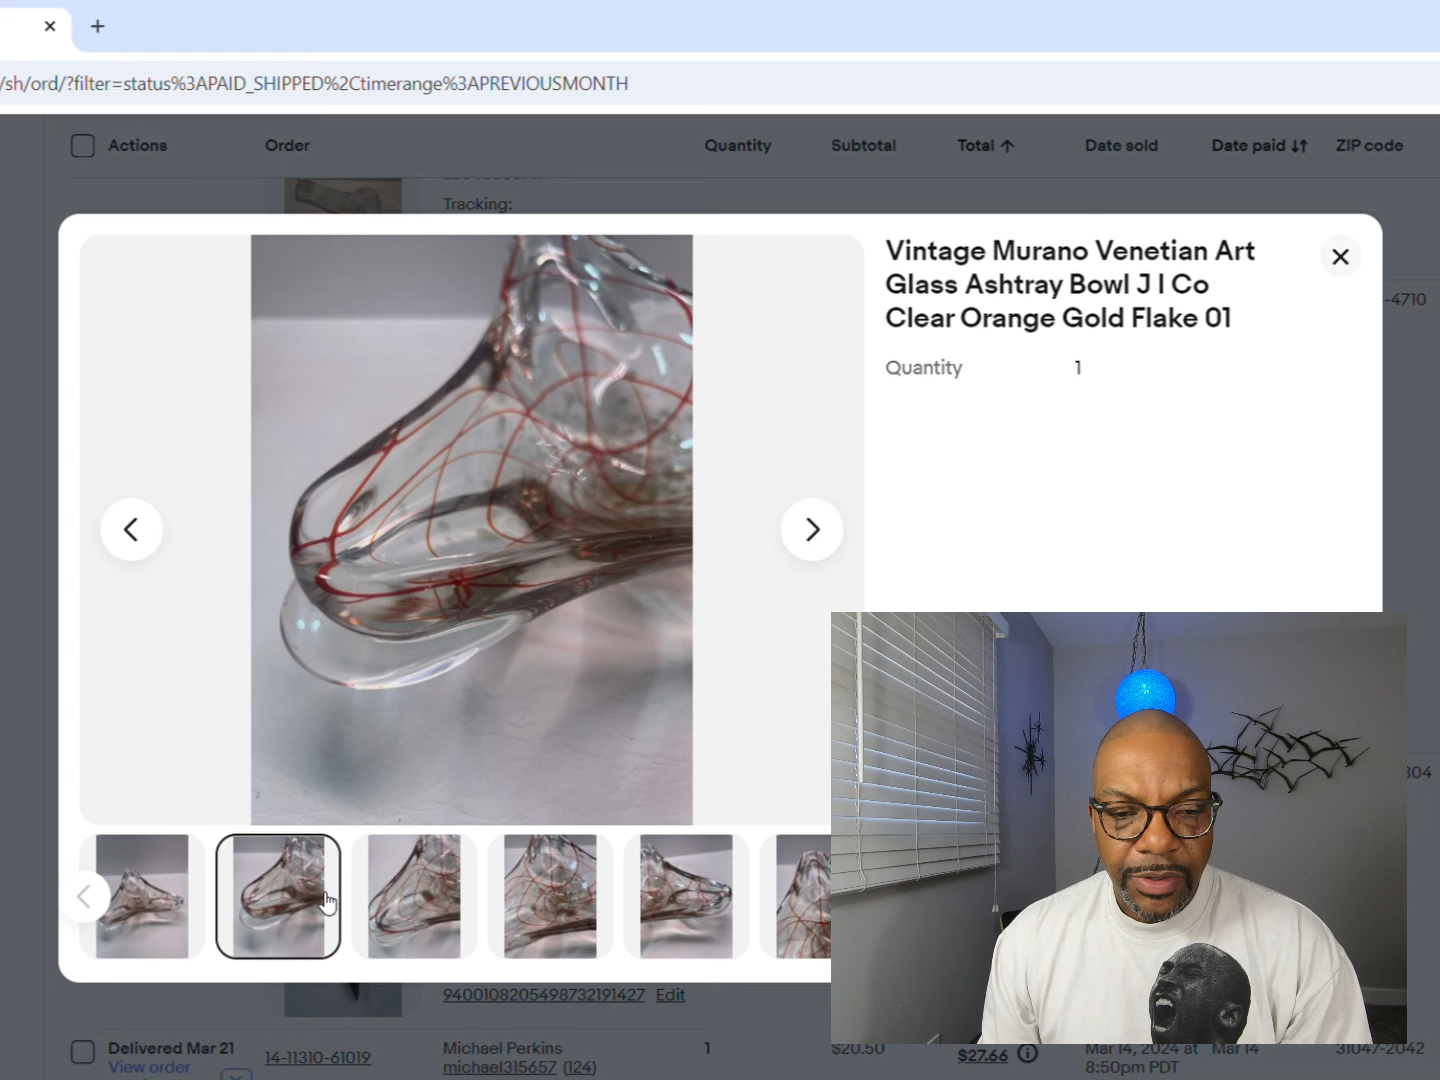 /sh/ord/?filter=status%3APAID_SHIPPED%2Ctimerange%3APREVIOUSMONTH
Actions Order Quantity Subtotal Total Date sold Date paid ZIP code
Tracking:
Vintage Murano Venetian Art
Glass Ashtray Bowl J I Co
Clear Orange Gold Flake 01
Quantity 1
-4710
304
9400108205498732191427 Edit
Delivered Mar 21 14-11310-61019 Michael Perkins 1 $20.50 $27.66 Mar 14, 2024 at Mar 14 31047-2042
View order michael315657 (124) 8:50pm PDT